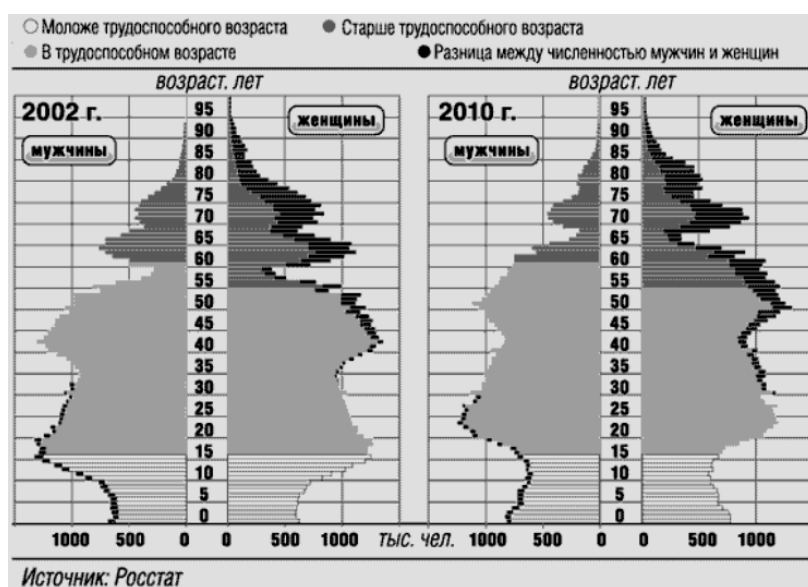 Моложе трудоспособного возраста Старше трудоспособного возраста
В трудоспособном возрасте Разница между численностью мужчин и женщин
возраст. лет возраст. лет
2002 г. 95 женщины 2010 г. 95 женщины
мужчины 90 мужчины 90
85 85
80 80
75 75
70 70
65 65
60 60
55 55
50 50
45 45
40 40
35 35
30 30
25 25
20 20
15 15
10 10
5 5
0 0
1000 500 0 0 500 1000 тыс. чел. 1000 500 0 0 500 1000
Источник: Росстат